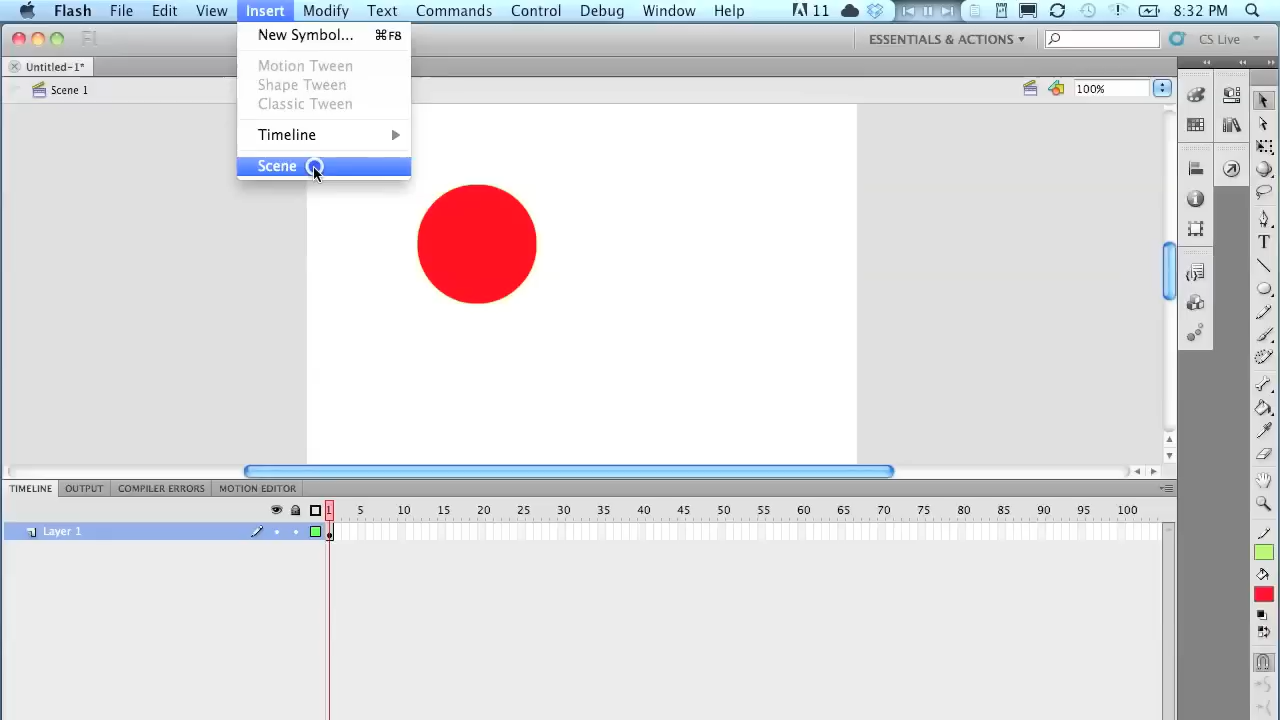 Flash File Edit View Insert Modify Text Commands Control Debug Window Help 11 8:32 PM
New Symbol... ⌘F8
ESSENTIALS & ACTIONS CS Live
Untitled-1*
Motion Tween
Shape Tween
Classic Tween
Scene 1
100%
Timeline
Scene
TIMELINE OUTPUT COMPILER ERRORS MOTION EDITOR
1 5 10 15 20 25 30 35 40 45 50 55 60 65 70 75 80 85 90 95 100
Layer 1